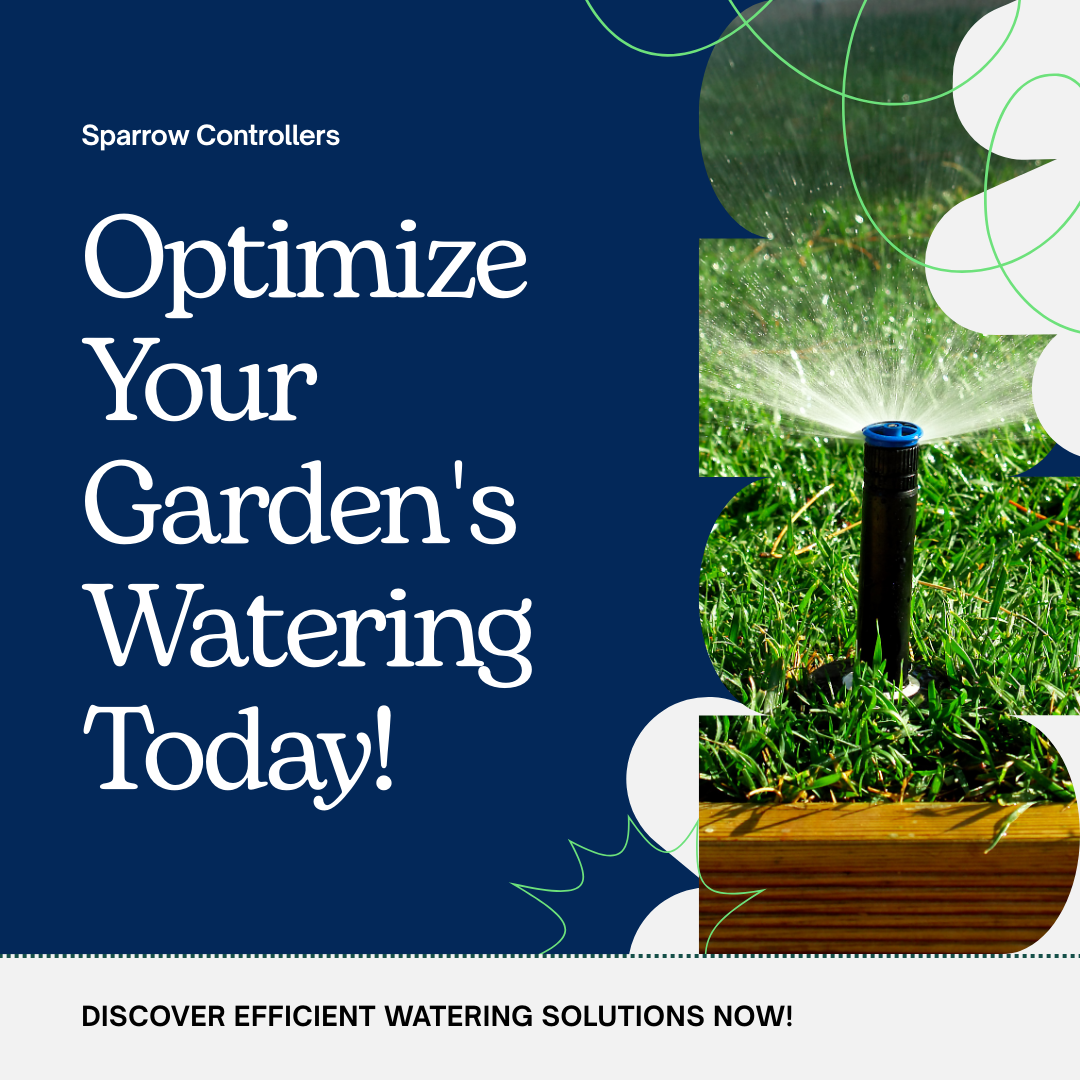 Sparrow Controllers
Optimize
Your
Garden's
Watering
Today!
DISCOVER EFFICIENT WATERING SOLUTIONS NOW!